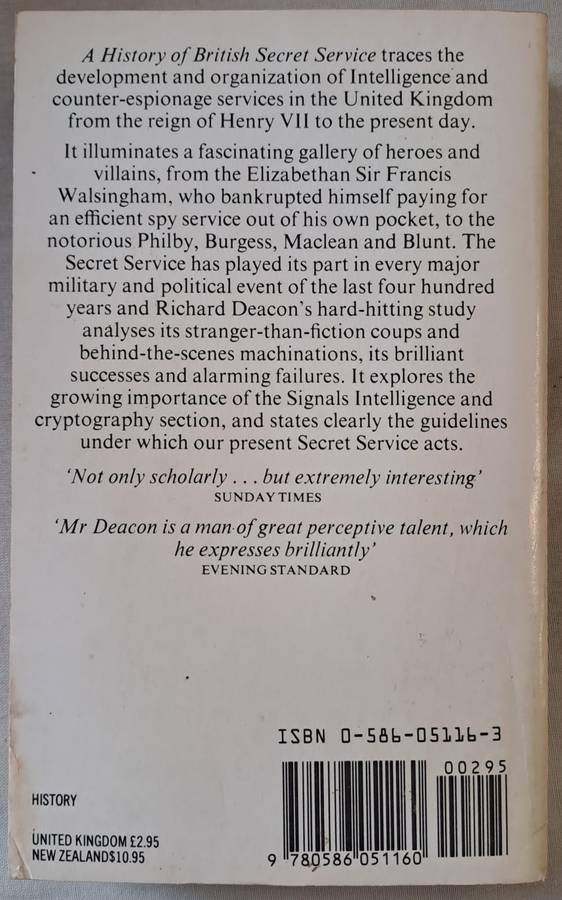 A History of British Secret Service traces the
development and organization of Intelligence and
counter-espionage services in the United Kingdom
from the reign of Henry VII to the present day.
It illuminates a fascinating gallery of heroes and
villains, from the Elizabethan Sir Francis
Walsingham, who bankrupted himself paying for
an efficient spy service out of his own pocket, to the
notorious Philby, Burgess, Maclean and Blunt. The
Secret Service has played its part in every major
military and political event of the last four hundred
years and Richard Deacon's hard-hitting study
analyses its stranger-than-fiction coups and
behind-the-scenes machinations, its brilliant
successes and alarming failures. It explores the
growing importance of the Signals Intelligence and
cryptography section, and states clearly the guidelines
under which our present Secret Service acts.
'Not only scholarly . . . but extremely interesting'
SUNDAY TIMES
'Mr Deacon is a man of great perceptive talent, which
he expresses brilliantly'
EVENING STANDARD
ISBN 0-586-05116-3
00295
HISTORY
UNITED KINGDOM £2.95
NEW ZEALAND$10.95
9 780586 051160